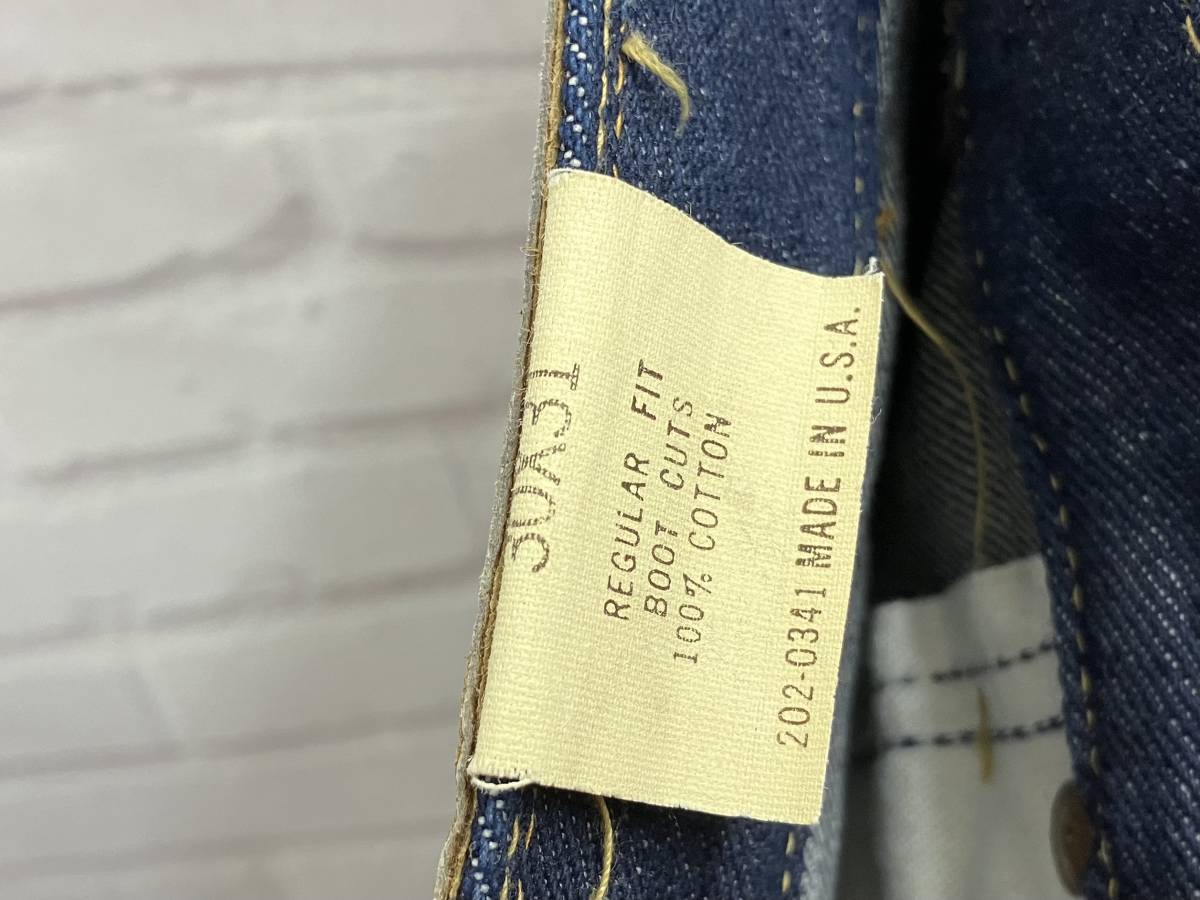 30X31
REGULAR FIT
BOOT CUTS
100% COTTON
202-0341 MADE IN U.S.A.